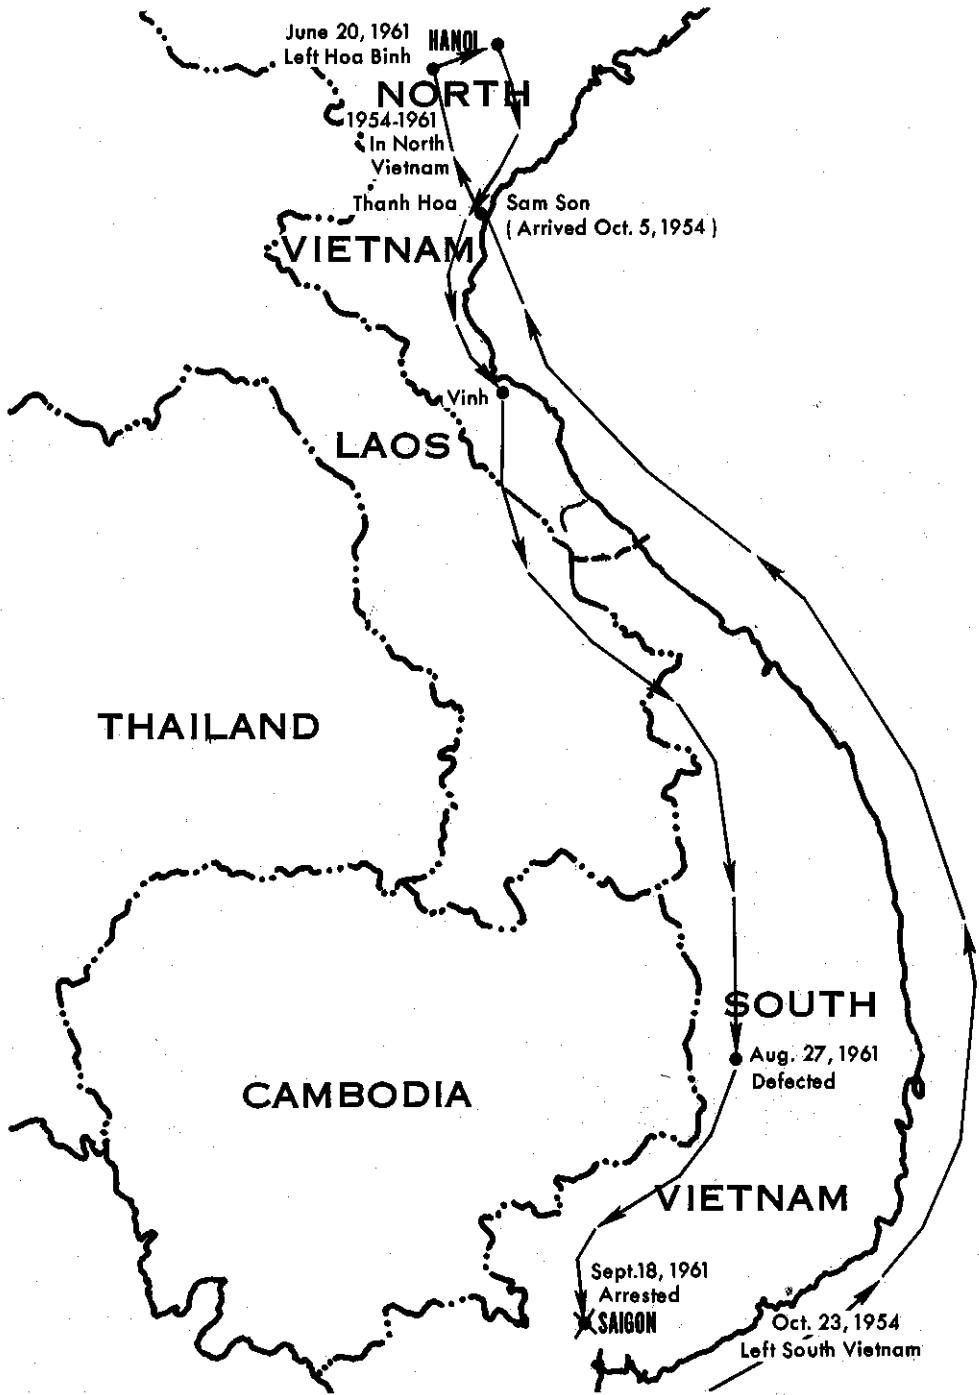 June 20, 1961
Left Hoa Binh
HANOI
NORTH
1954-1961
In North
Vietnam
Thanh Hoa
Sam Son
( Arrived Oct. 5, 1954 )
VIETNAM
Vinh
LAOS
THAILAND
SOUTH
Aug. 27, 1961
Defected
CAMBODIA
VIETNAM
Sept.18, 1961
Arrested
SAIGON
Oct. 23, 1954
Left South Vietnam